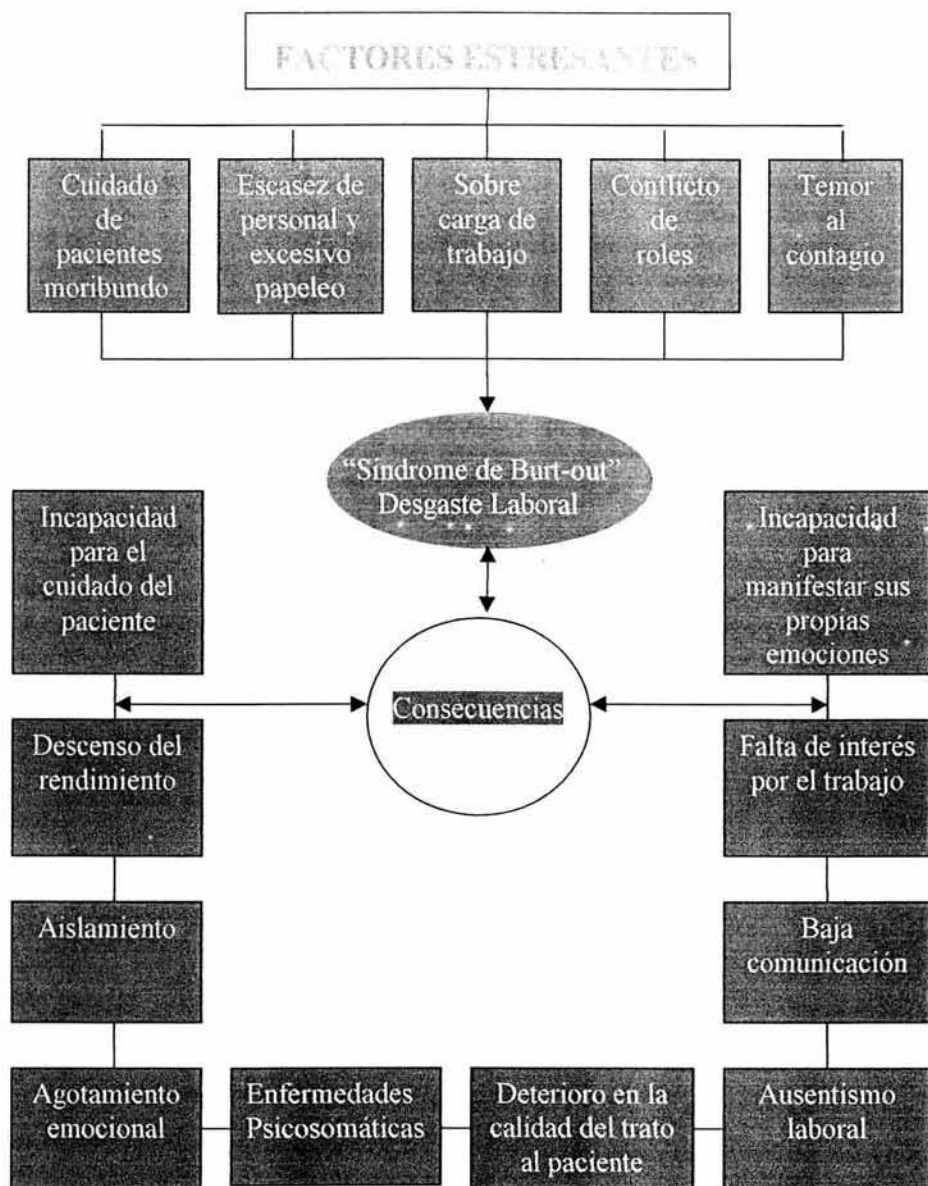 FACTORES ESTRESANTES
Cuidado
de
pacientes
moribundo
Escasez de
personal y
excesivo
papeleo
Sobre
carga de
trabajo
Conflicto
de
roles
Temor
al
contagio
“Síndrome de Burt-out”
Desgaste Laboral
Incapacidad
para el
cuidado del
paciente
Incapacidad
para
manifestar sus
propias
emociones
Consecuencias
Descenso del
rendimiento
Falta de interés
por el trabajo
Aislamiento
Baja
comunicación
Agotamiento
emocional
Enfermedades
Psicosomáticas
Deterioro en la
calidad del trato
al paciente
Ausentismo
laboral